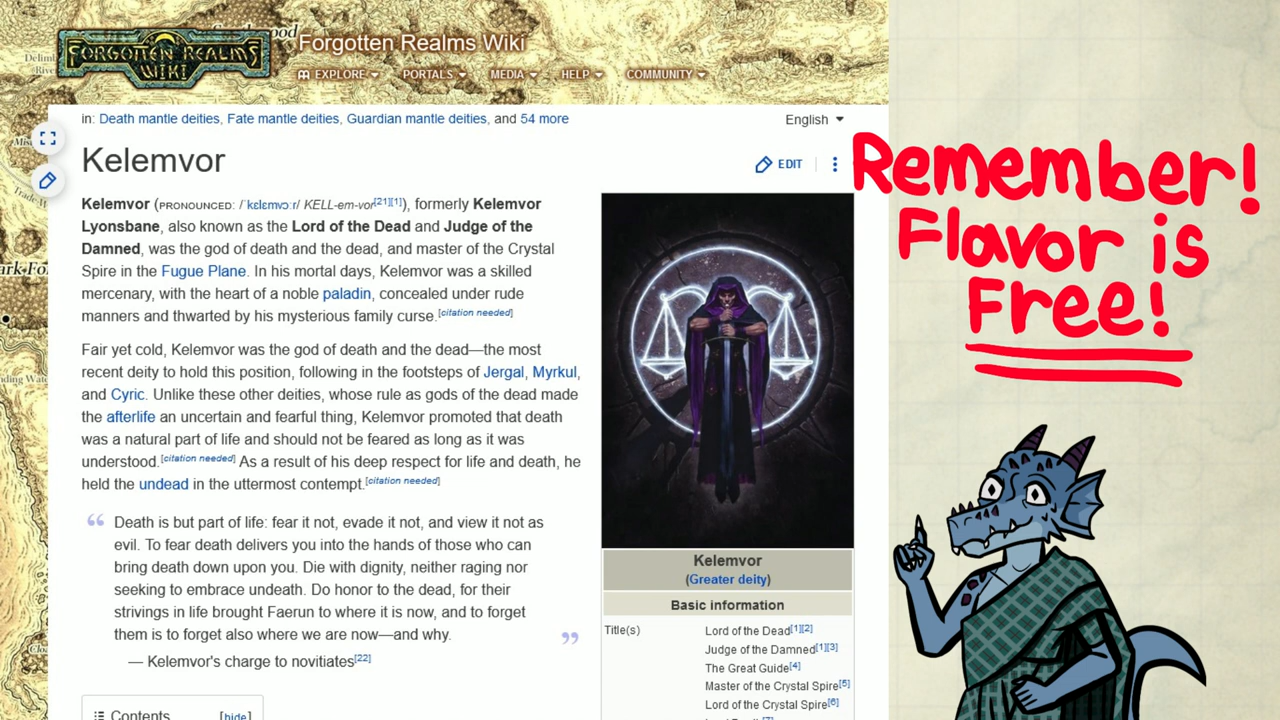 FORGOTTEN REALMS
WIKI
Forgotten Realms Wiki
EXPLORE PORTALS MEDIA HELP COMMUNITY
in: Death mantle deities, Fate mantle deities, Guardian mantle deities, and 54 more
English
Kelemvor
EDIT
Kelemvor (PRONOUNCED: /ˈkɛlɛmvɔːr/ KELL-em-vor[21][1]), formerly Kelemvor
Lyonsbane, also known as the Lord of the Dead and Judge of the
Damned, was the god of death and the dead, and master of the Crystal
Spire in the Fugue Plane. In his mortal days, Kelemvor was a skilled
mercenary, with the heart of a noble paladin, concealed under rude
manners and thwarted by his mysterious family curse.[citation needed]
Fair yet cold, Kelemvor was the god of death and the dead—the most
recent deity to hold this position, following in the footsteps of Jergal, Myrkul,
and Cyric. Unlike these other deities, whose rule as gods of the dead made
the afterlife an uncertain and fearful thing, Kelemvor promoted that death
was a natural part of life and should not be feared as long as it was
understood.[citation needed] As a result of his deep respect for life and death, he
held the undead in the uttermost contempt.[citation needed]
“ Death is but part of life: fear it not, evade it not, and view it not as
evil. To fear death delivers you into the hands of those who can
bring death down upon you. Die with dignity, neither raging nor
seeking to embrace undeath. Do honor to the dead, for their
strivings in life brought Faerun to where it is now, and to forget
them is to forget also where we are now—and why. ”
— Kelemvor's charge to novitiates[22]
Contents [hide]
Kelemvor
(Greater deity)
Basic information
Title(s) Lord of the Dead[1][2]
Judge of the Damned[1][3]
The Great Guide[4]
Master of the Crystal Spire[5]
Lord of the Crystal Spire[6]
Remember!
Flavor is
Free!